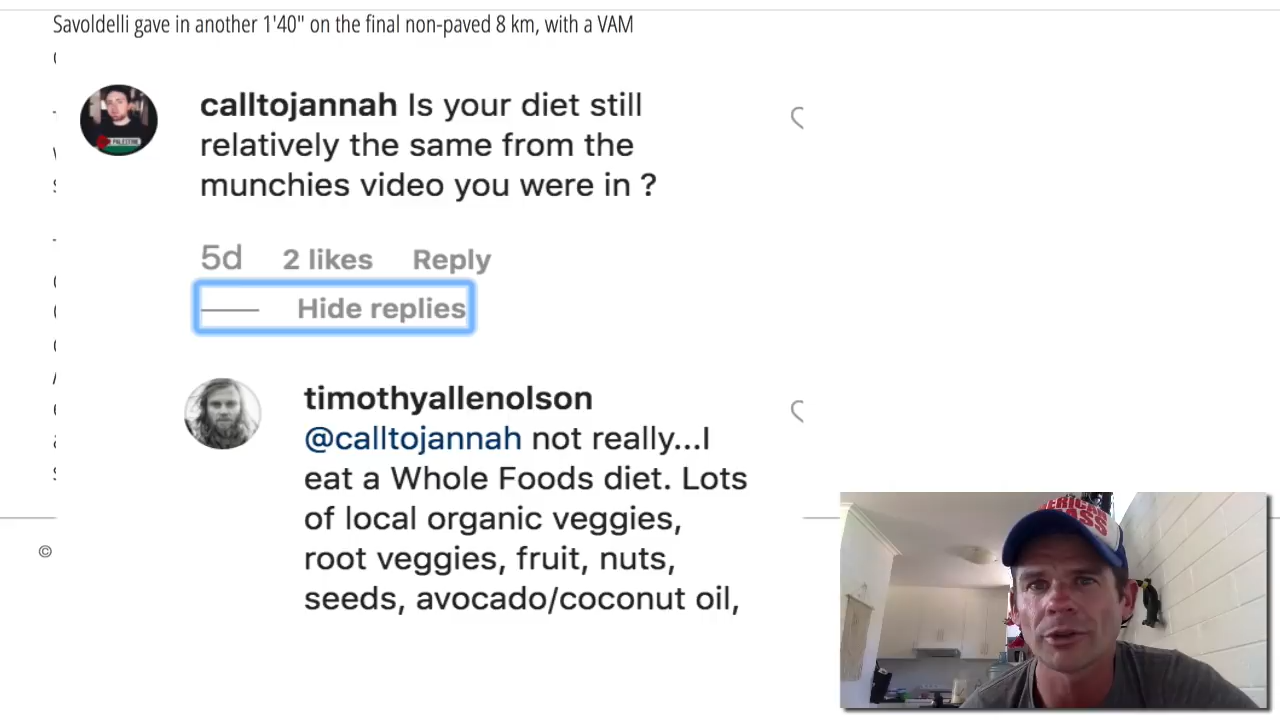 Savoldelli gave in another 1'40" on the final non-paved 8 km, with a VAM
calltojannah Is your diet still
relatively the same from the
munchies video you were in ?
5d 2 likes Reply
Hide replies
timothyallenolson
@calltojannah not really...I
eat a Whole Foods diet. Lots
of local organic veggies,
root veggies, fruit, nuts,
seeds, avocado/coconut oil,
©
PALESTINE